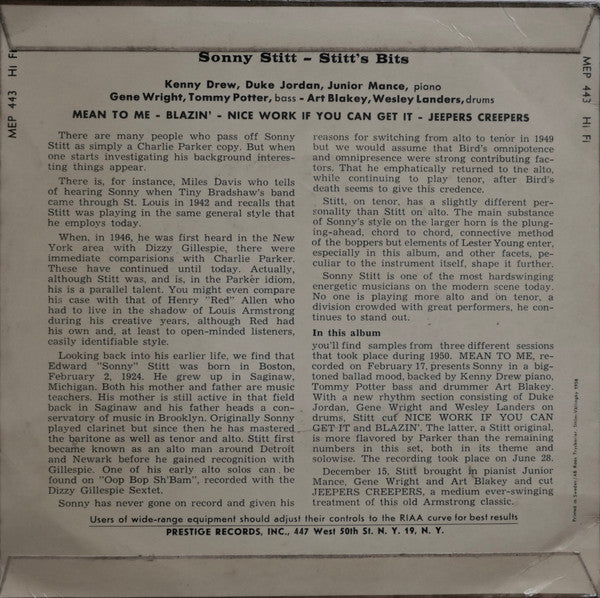 Sonny Stitt - Stitt's Bits
MEP 443 Hi Fi
MEP 443 Hi Fi
Kenny Drew, Duke Jordan, Junior Mance, piano
Gene Wright, Tommy Potter, bass - Art Blakey, Wesley Landers, drums
MEAN TO ME - BLAZIN' - NICE WORK IF YOU CAN GET IT - JEEPERS CREEPERS
There are many people who pass off Sonny
Stitt as simply a Charlie Parker copy. But when
one starts investigating his background interes-
ting things appear.
There is, for instance, Miles Davis who tells
of hearing Sonny when Tiny Bradshaw's band
came through St. Louis in 1942 and recalls that
Stitt was playing in the same general style that
he employs today.
When, in 1946, he was first heard in the New
York area with Dizzy Gillespie, there were
immediate comparisions with Charlie Parker.
These have continued until today. Actually,
although Stitt was, and is, in the Parker idiom,
his is a parallel talent. You might even compare
his case with that of Henry "Red" Allen who
had to live in the shadow of Louis Armstrong
during his creative years, although Red had
his own and, at least to open-minded listeners,
easily identifiable style.
Looking back into his earlier life, we find that
Edward "Sonny" Stitt was born in Boston,
February 2, 1924. He grew up in Saginaw,
Michigan. Both his mother and father are music
teachers. His mother is still active in that field
back in Saginaw and his father heads a con-
servatory of music in Brooklyn. Originally Sonny
played clarinet but since then he has mastered
the baritone as well as tenor and alto. Stitt first
became known as an alto man around Detroit
and Newark before he gained recognition with
Gillespie. One of his early alto solos can be
found on "Oop Bop Sh'Bam", recorded with the
Dizzy Gillespie Sextet.
Sonny has never gone on record and given his
reasons for switching from alto to tenor in 1949
but we would assume that Bird's omnipotence
and omnipresence were strong contributing fac-
tors. That he emphatically returned to the alto,
while continuing to play tenor, after Bird's
death seems to give this credence.
Stitt, on tenor, has a slightly different per-
sonality than Stitt on alto. The main substance
of Sonny's style on the larger horn is the plung-
ing-ahead, chord to chord, connective method
of the boppers but elements of Lester Young enter,
especially in this album, and other facets, pe-
culiar to the instrument itself, shape it further.
Sonny Stitt is one of the most hardswinging
energetic musicians on the modern scene today.
No one is playing more alto and on tenor, a
division crowded with great performers, he con-
tinues to stand out.
In this album
you'll find samples from three different sessions
that took place during 1950. MEAN TO ME, re-
corded on February 17, presents Sonny in a big-
toned ballad mood, backed by Kenny Drew piano,
Tommy Potter bass and drummer Art Blakey.
With a new rhythm section consisting of Duke
Jordan, Gene Wright and Wesley Landers on
drums, Stitt cuf NICE WORK IF YOU CAN
GET IT and BLAZIN'. The latter, a Stitt original,
is more flavored by Parker than the remaining
numbers in this set, both in its theme and
solowise. The recording took place on June 28.
December 15, Stitt brought in pianist Junior
Mance, Gene Wright and Art Blakey and cut
JEEPERS CREEPERS, a medium ever-swinging
treatment of this old Armstrong classic.
Users of wide-range equipment should adjust their controls to the RIAA curve for best results
PRESTIGE RECORDS, INC., 447 West 50th St. N. Y. 19, N. Y.
Printed in Sweden